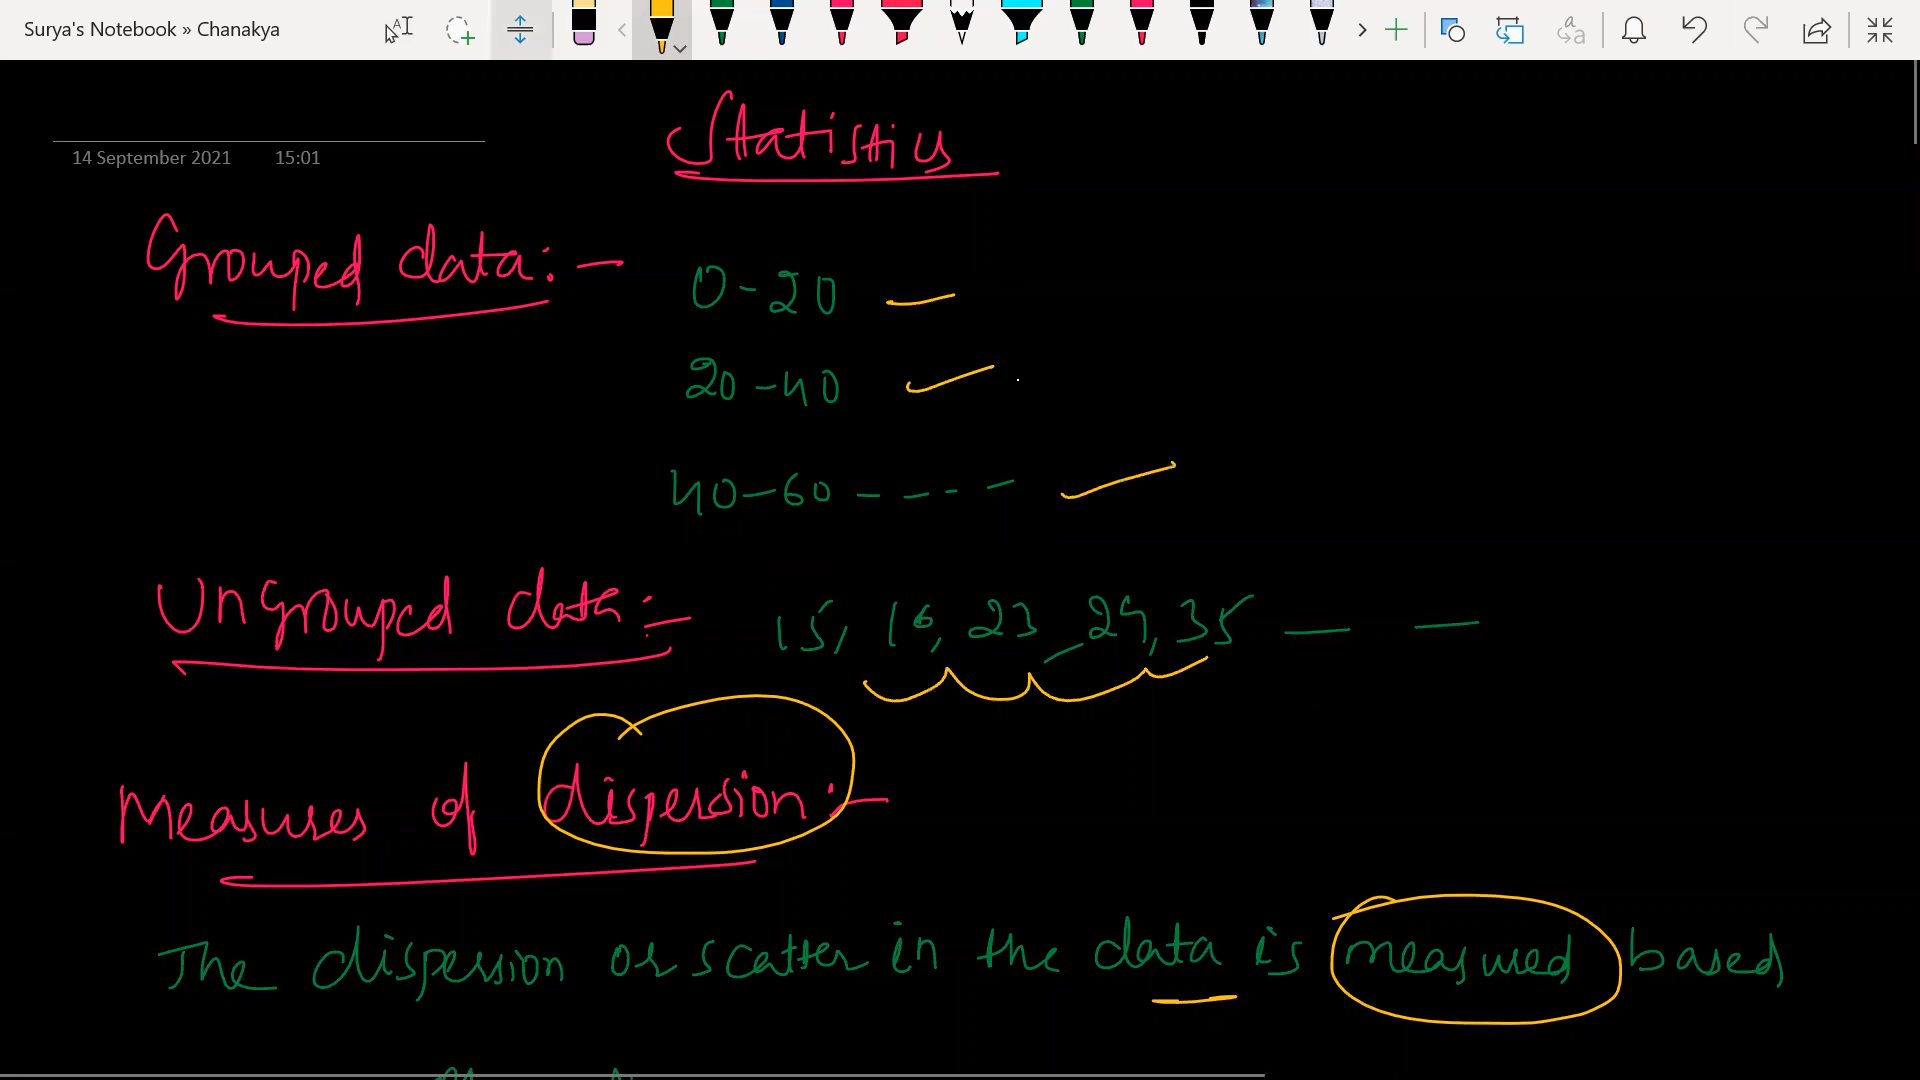 Surya's Notebook » Chanakya
Statistics
14 September 2021 15:01
Grouped data:-
0-20
20-40
40-60 - - - -
Ungrouped data:-
15, 16, 23, 29, 35 — —
Measures of dispersion:-
The dispersion or scatter in the data is measured based